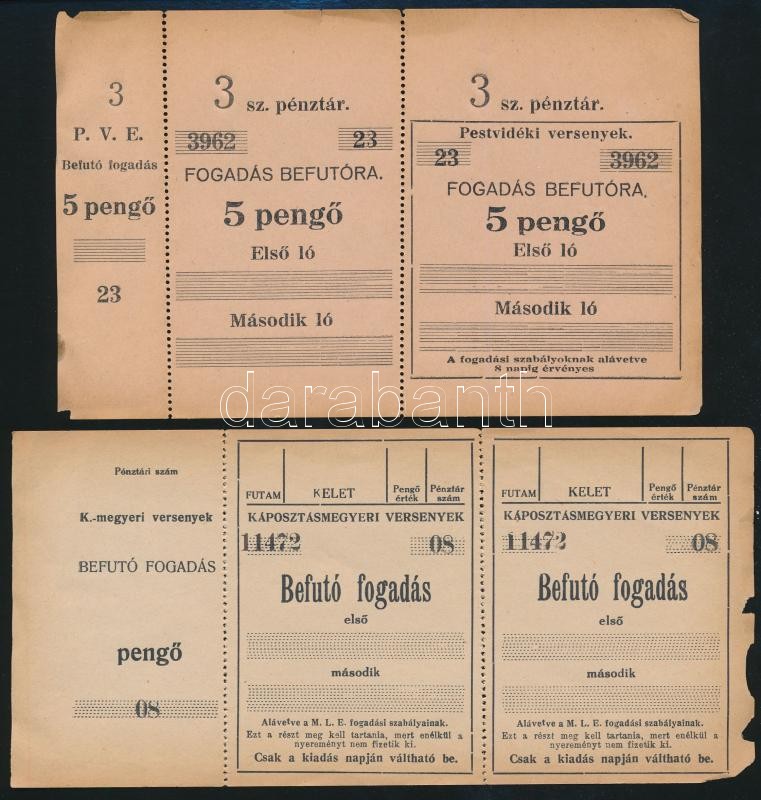 3
P. V. E.
Befutó fogadás
5 pengő
23
3 sz. pénztár.
3962 23
FOGADÁS BEFUTÓRA.
5 pengő
Első ló
Második ló
3 sz. pénztár.
Pestvidéki versenyek.
23 3962
FOGADÁS BEFUTÓRA.
5 pengő
Első ló
Második ló
A fogadási szabályoknak alávetve
8 napig érvényes
darabanth
Pénztári szám
K.-megyeri versenyek
BEFUTÓ FOGADÁS
pengő
08
FUTAM KELET Pengő érték Pénztár szám
KÁPOSZTÁSMEGYERI VERSENYEK
11472 08
Befutó fogadás
első
második
Alávetve a M. L. E. fogadási szabályainak.
Ezt a részt meg kell tartania, mert enélkül a
nyereményt nem fizetik ki.
Csak a kiadás napján váltható be.
FUTAM KELET Pengő érték Pénztár szám
KÁPOSZTÁSMEGYERI VERSENYEK
11472 08
Befutó fogadás
első
második
Alávetve a M. L. E. fogadási szabályainak.
Ezt a részt meg kell tartania, mert enélkül a
nyereményt nem fizetik ki.
Csak a kiadás napján váltható be.